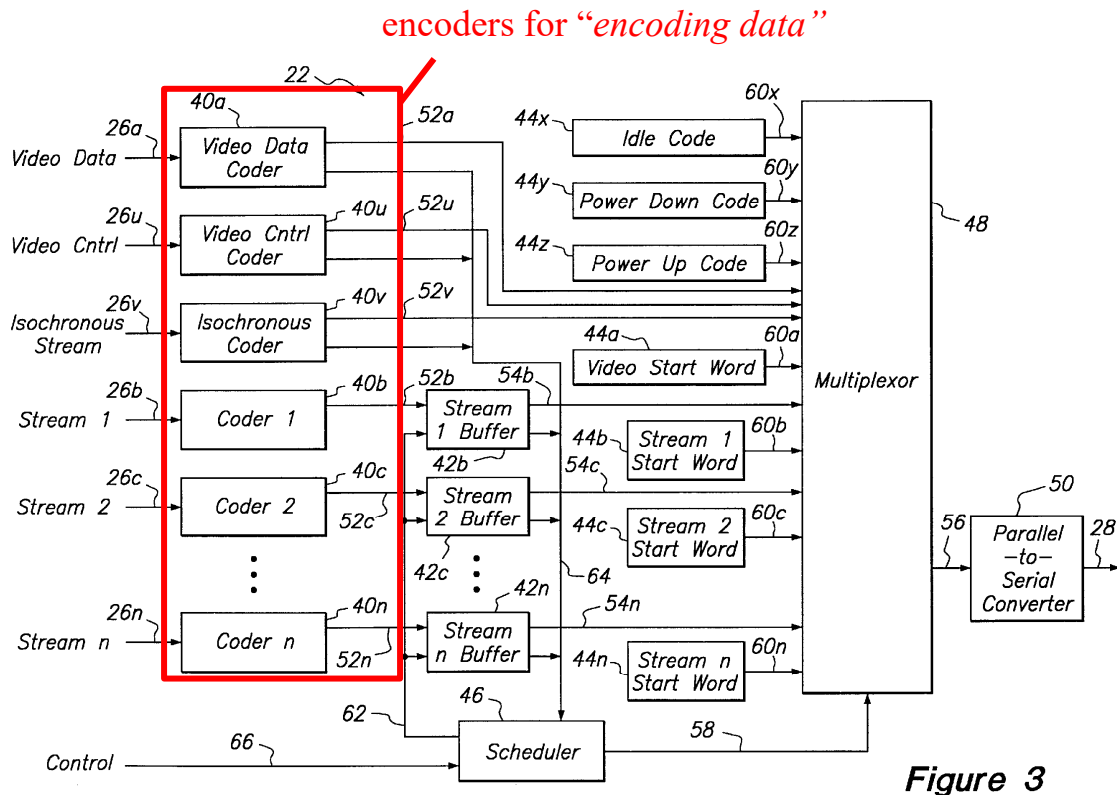 encoders for “encoding data”
22
40a
26a
Video Data
Video Data
Coder
52a
44x
Idle Code
60x
44y
Power Down Code
60y
44z
Power Up Code
60z
48
26u
Video Cntrl
Video Cntrl
Coder
40u
52u
26v
Isochronous
Stream
Isochronous
Coder
40v
52v
44a
Video Start Word
60a
Multiplexor
26b
Stream 1
Coder 1
40b
52b
Stream
1 Buffer
42b
54b
44b
Stream 1
Start Word
60b
26c
Stream 2
Coder 2
40c
52c
Stream
2 Buffer
42c
54c
44c
Stream 2
Start Word
60c
64
50
56
Parallel
-to-
Serial
Converter
28
26n
Stream n
Coder n
40n
52n
Stream
n Buffer
42n
54n
44n
Stream n
Start Word
60n
62
46
Scheduler
58
Control
66
Figure 3